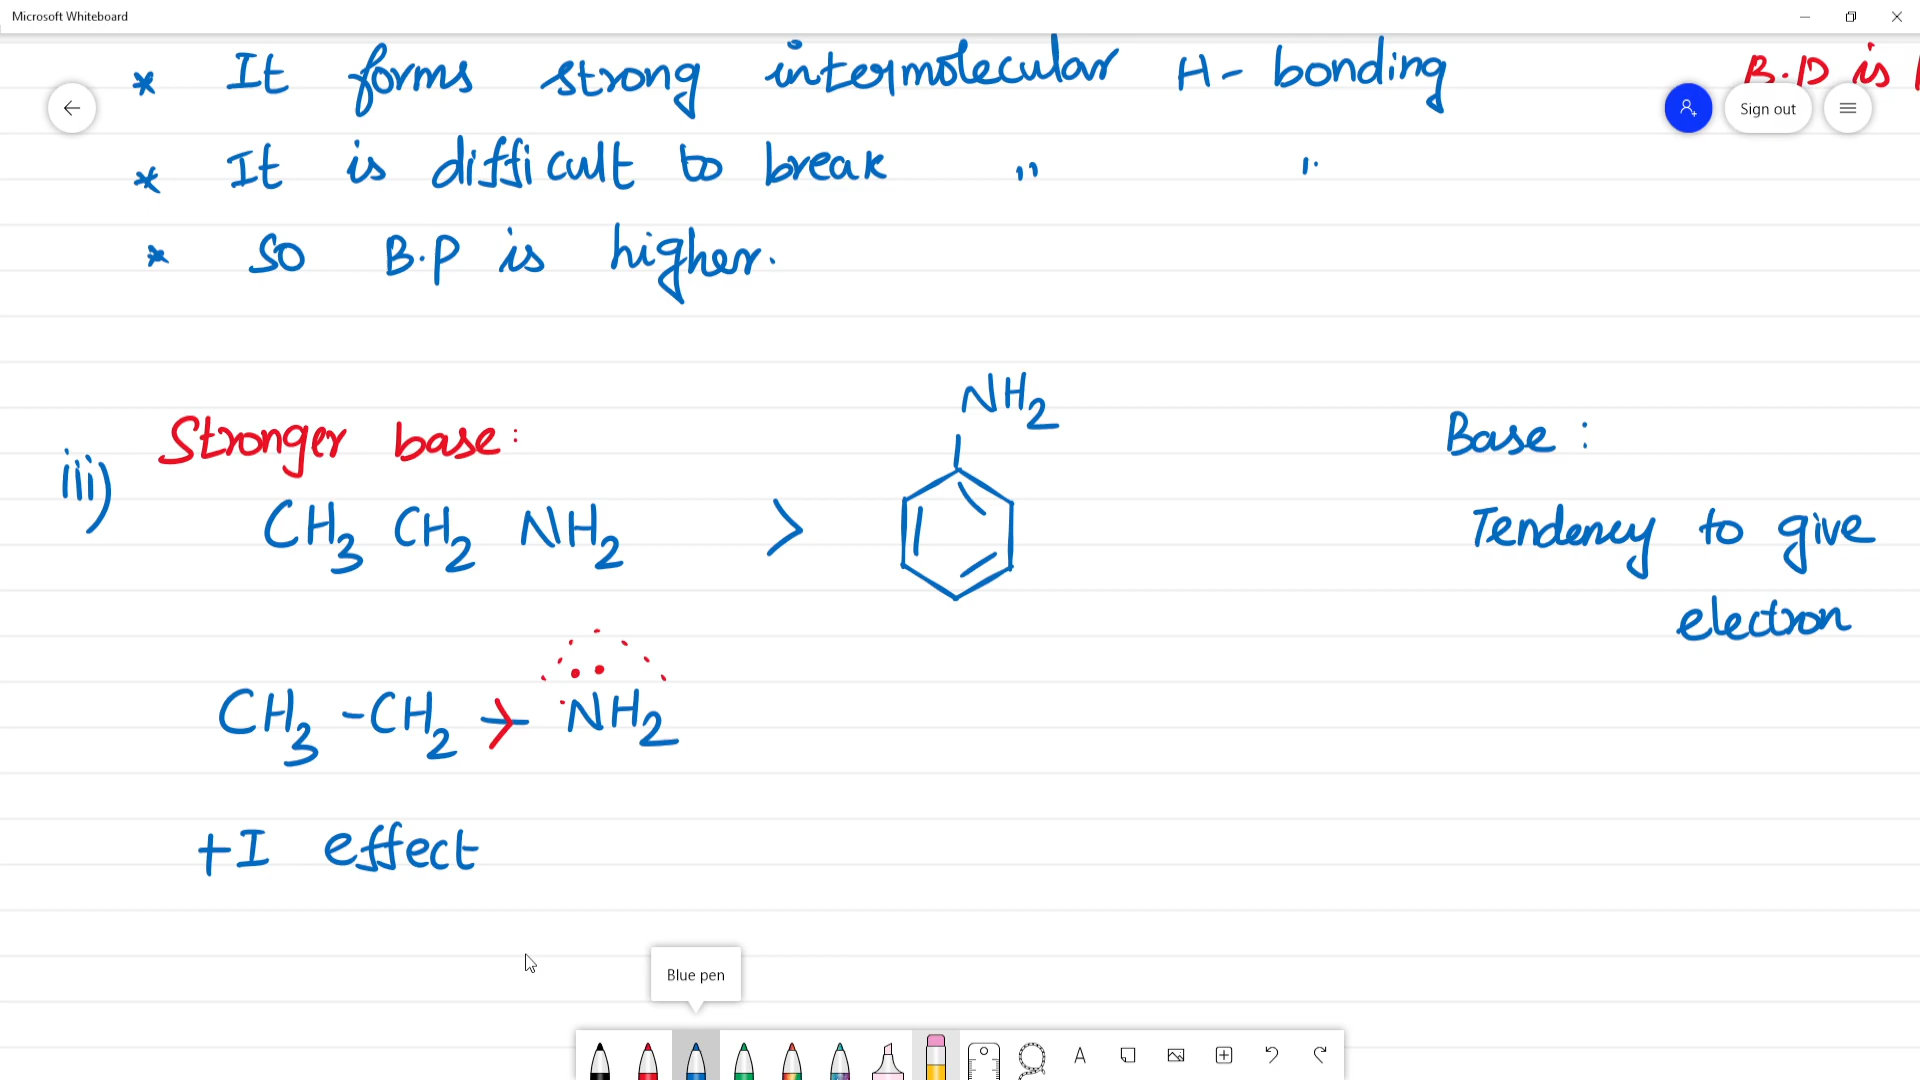 Microsoft Whiteboard
* It forms strong intermolecular H- bonding
B.D is
Sign out
* It is difficult to break " "
* SO B.P is higher.
NH2
Stronger base:
Base :
iii)
CH3 CH2 NH2 >
Tendency to give
electron
CH3 -CH2 → NH2
+I effect
Blue pen
A